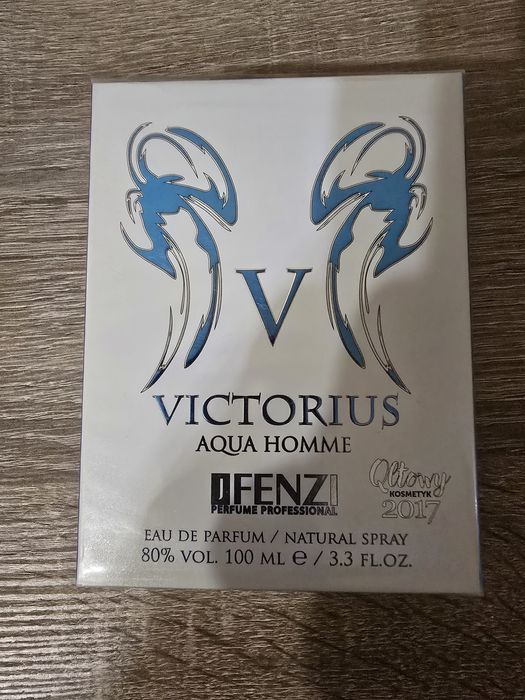 V
VICTORIUS
AQUA HOMME
JFENZI
PERFUME PROFESSIONAL
Qltowy
KOSMETYK
2017
EAU DE PARFUM / NATURAL SPRAY
80% VOL. 100 ML e / 3.3 FL.OZ.